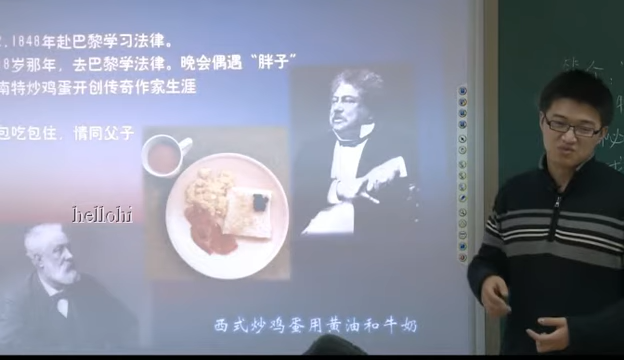 1848年赴巴黎学习法律。
8岁那年，去巴黎学法律。晚会偶遇“胖子”
南特炒鸡蛋开创传奇作家生涯
包吃包住，情同父子
hellohi
西式炒鸡蛋用黄油和牛奶